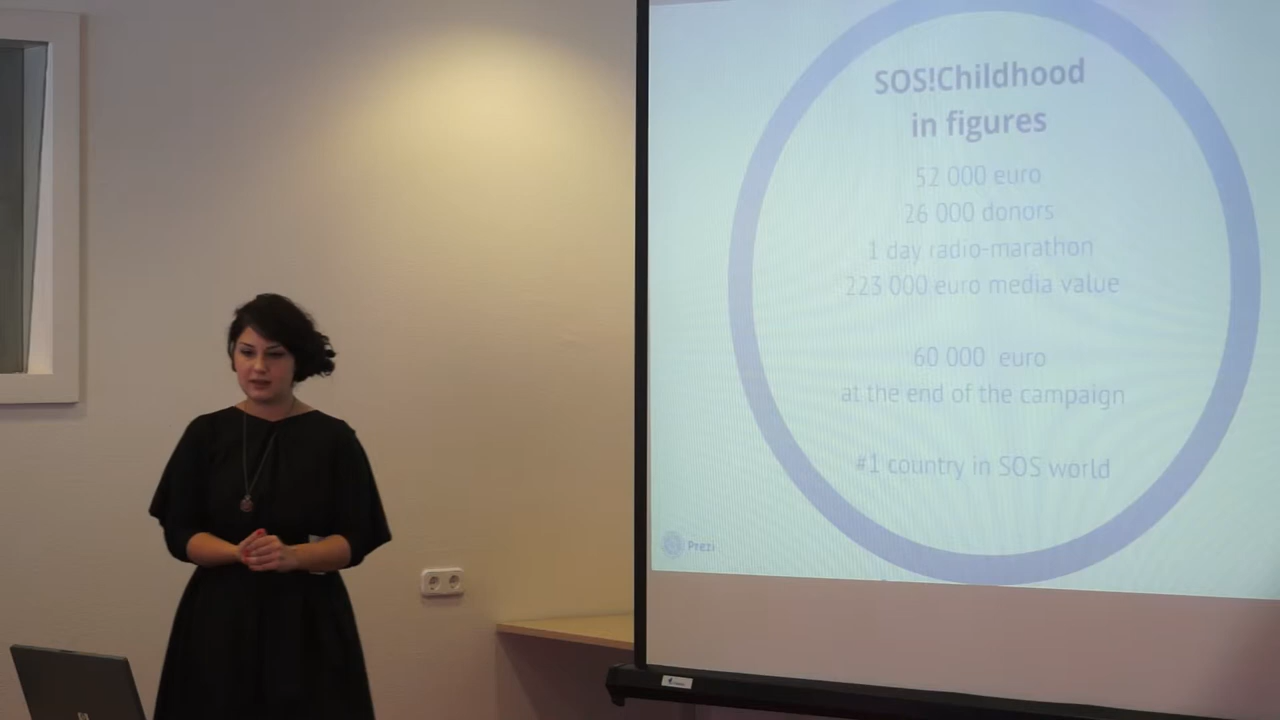 SOS!Childhood
in figures
52 000 euro
26 000 donors
1 day radio-marathon
223 000 euro media value
60 000 euro
at the end of the campaign
#1 country in SOS world
Prezi